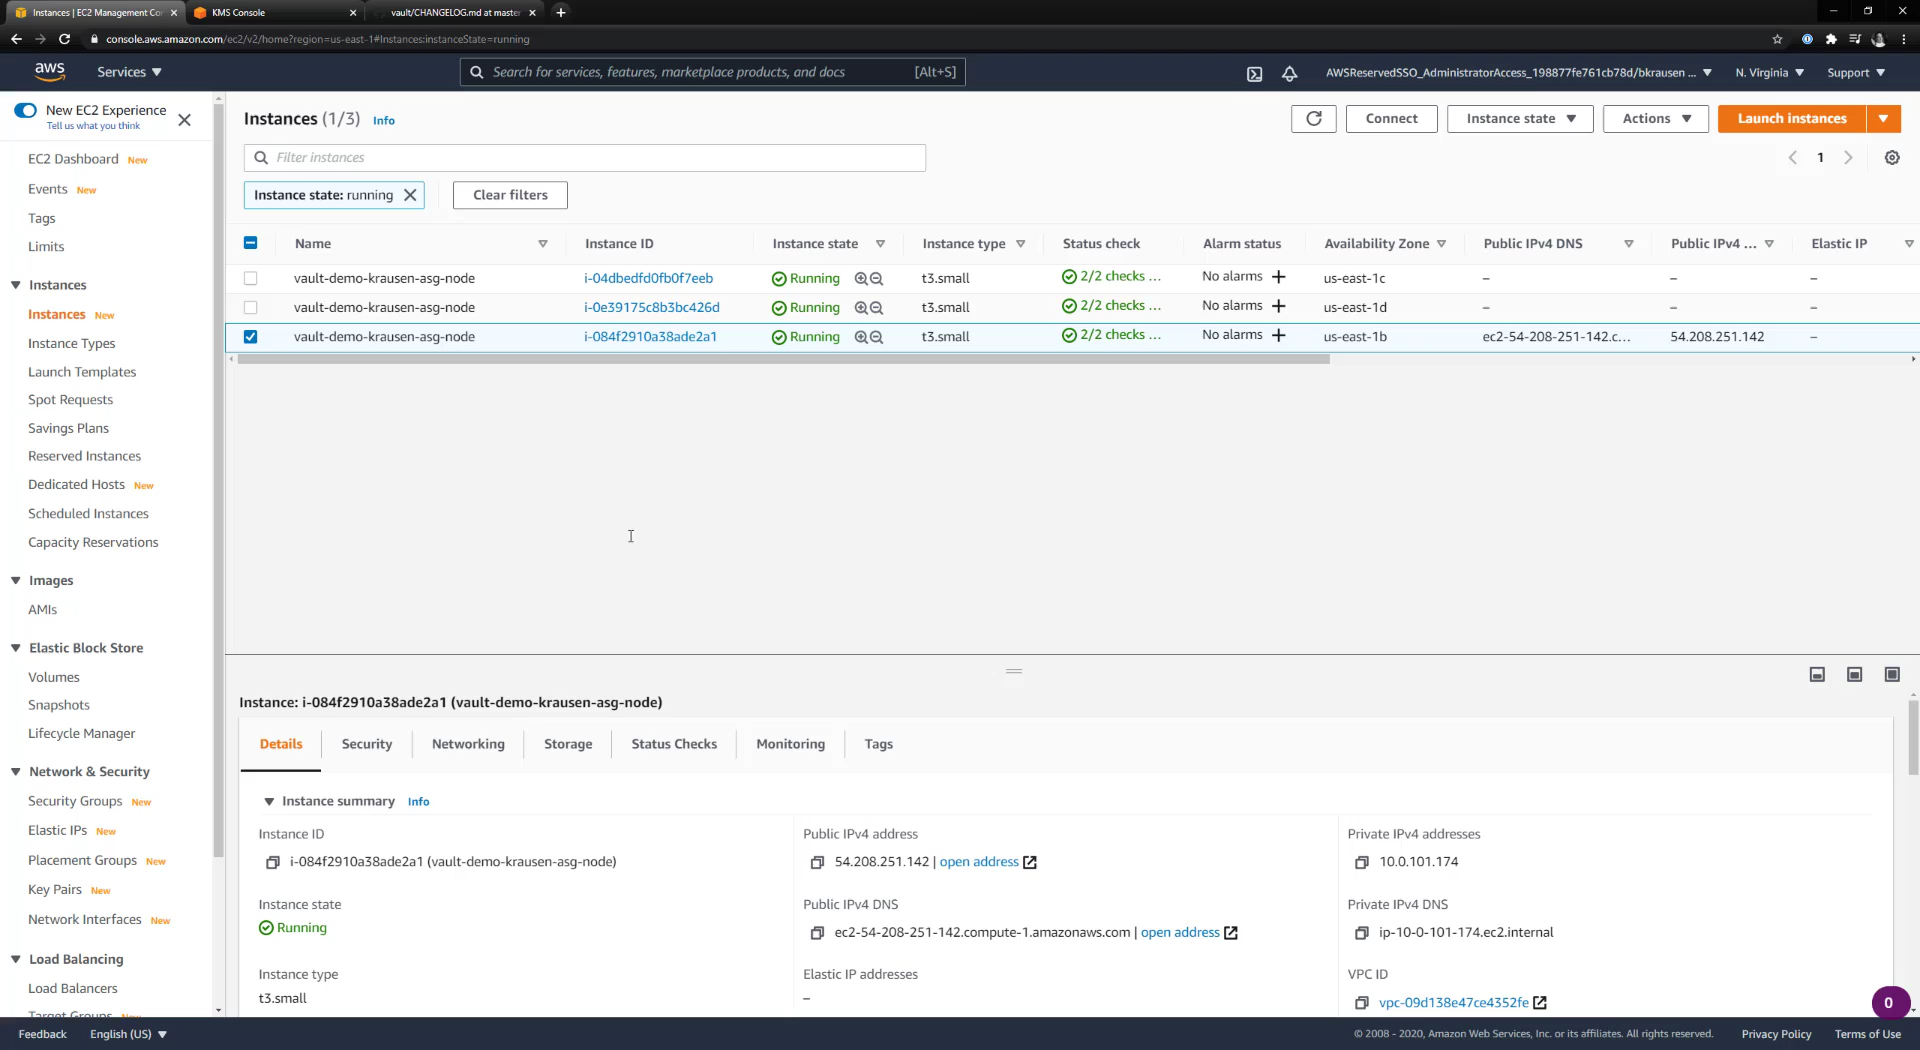 Instances | EC2 Management Co
KMS Console
vault/CHANGELOG.md at master
console.aws.amazon.com/ec2/v2/home?region=us-east-1#Instances:instanceState=running
aws
Services
Search for services, features, marketplace products, and docs [Alt+S]
AWSReservedSSO_AdministratorAccess_198877fe761cb78d/bkrausen ...
N. Virginia
Support
New EC2 Experience
Tell us what you think
EC2 Dashboard New
Events New
Tags
Limits
Instances
Instances New
Instance Types
Launch Templates
Spot Requests
Savings Plans
Reserved Instances
Dedicated Hosts New
Scheduled Instances
Capacity Reservations
Images
AMIs
Elastic Block Store
Volumes
Snapshots
Lifecycle Manager
Network & Security
Security Groups New
Elastic IPs New
Placement Groups New
Key Pairs New
Network Interfaces New
Load Balancing
Load Balancers
Target Groups
Instances (1/3) Info
Connect
Instance state
Actions
Launch instances
Filter instances
1
Instance state: running
Clear filters
Name Instance ID Instance state Instance type Status check Alarm status Availability Zone Public IPv4 DNS Public IPv4 ... Elastic IP
vault-demo-krausen-asg-node i-04dbedfd0fb0f7eeb Running t3.small 2/2 checks ... No alarms + us-east-1c – – –
vault-demo-krausen-asg-node i-0e39175c8b3bc426d Running t3.small 2/2 checks ... No alarms + us-east-1d – – –
vault-demo-krausen-asg-node i-084f2910a38ade2a1 Running t3.small 2/2 checks ... No alarms + us-east-1b ec2-54-208-251-142.c... 54.208.251.142 –
Instance: i-084f2910a38ade2a1 (vault-demo-krausen-asg-node)
Details Security Networking Storage Status Checks Monitoring Tags
Instance summary Info
Instance ID
i-084f2910a38ade2a1 (vault-demo-krausen-asg-node)
Public IPv4 address
54.208.251.142 | open address
Private IPv4 addresses
10.0.101.174
Instance state
Running
Public IPv4 DNS
ec2-54-208-251-142.compute-1.amazonaws.com | open address
Private IPv4 DNS
ip-10-0-101-174.ec2.internal
Instance type
t3.small
Elastic IP addresses
–
VPC ID
vpc-09d138e47ce4352fe
0
Feedback
English (US)
© 2008 - 2020, Amazon Web Services, Inc. or its affiliates. All rights reserved.
Privacy Policy
Terms of Use